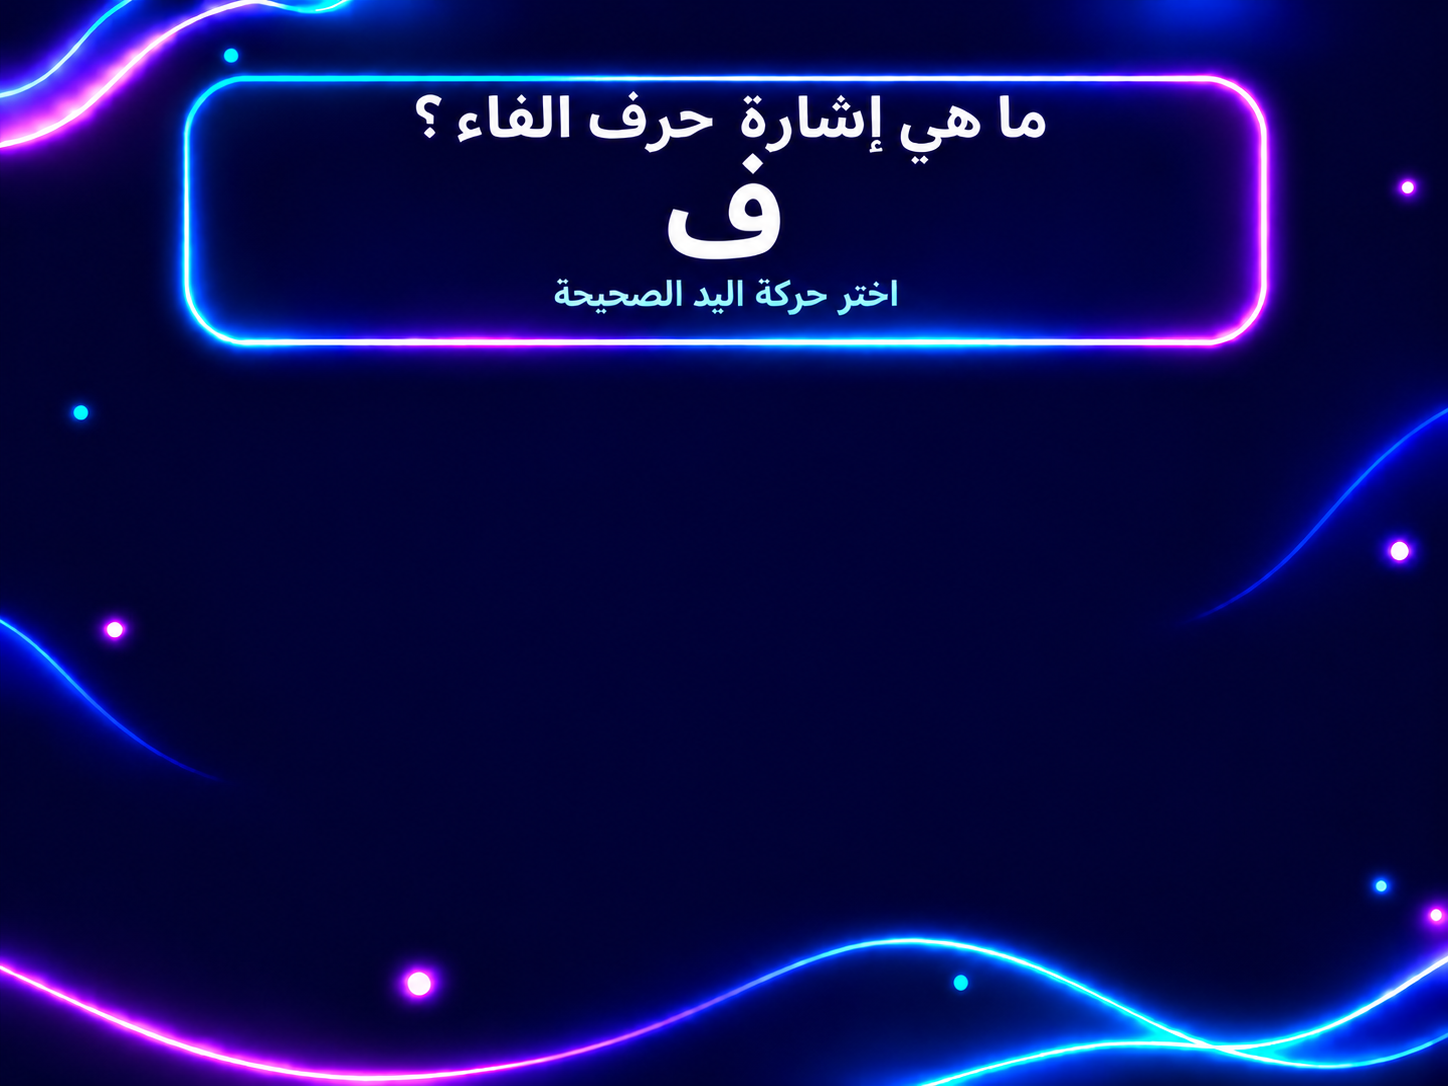 ما هي إشارة حرف الفاء ؟
ف
اختر حركة اليد الصحيحة